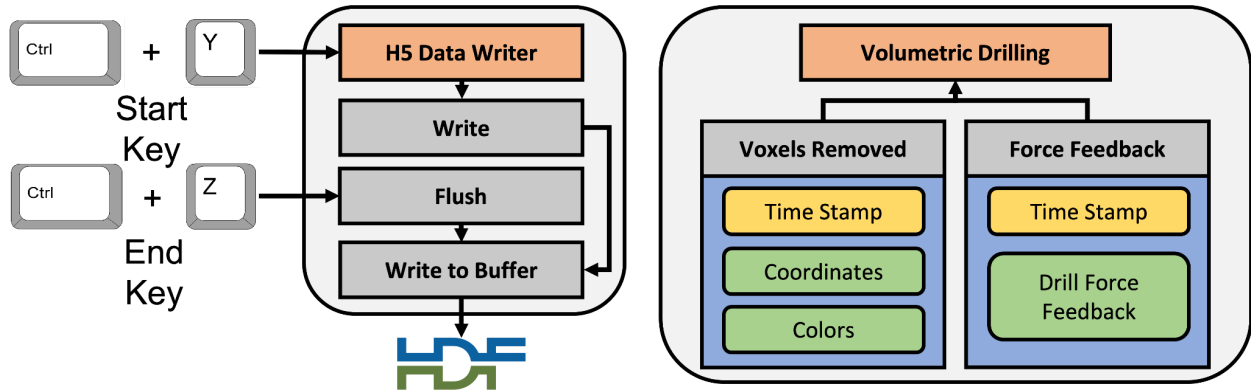 Ctrl
+
Y
Start
Key
Ctrl
+
Z
End
Key
H5 Data Writer
Write
Flush
Write to Buffer
HDF
Volumetric Drilling
Voxels Removed
Time Stamp
Coordinates
Colors
Force Feedback
Time Stamp
Drill Force
Feedback